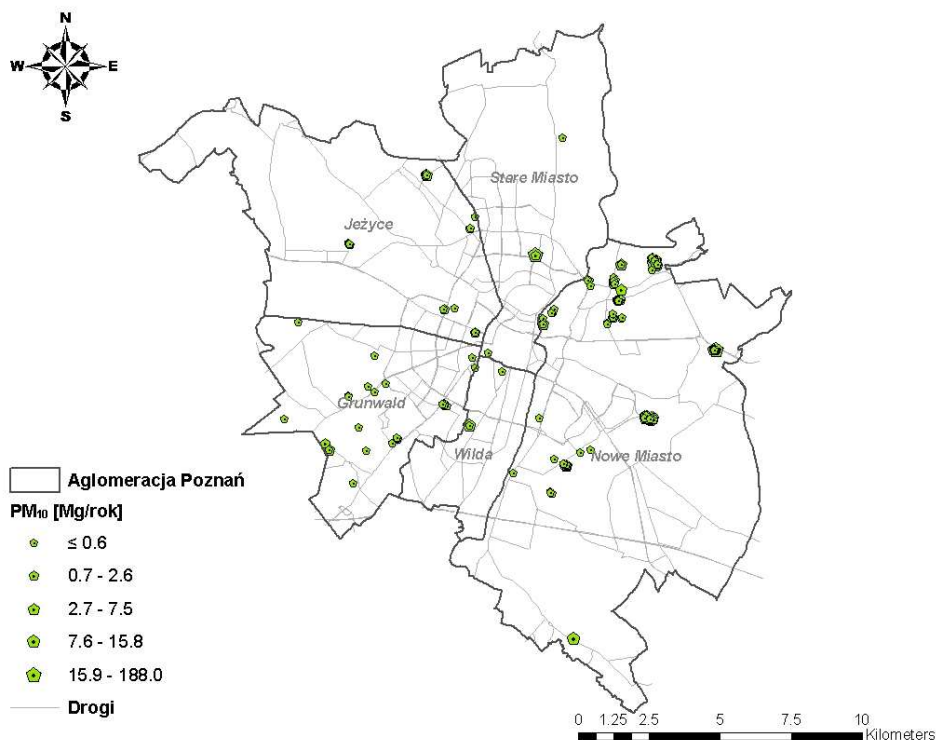 N
W E
S
Stare Miasto
Jeżyce
Grunwald
Wilda
Nowe Miasto
Aglomeracja Poznań
PM₁₀ [Mg/rok]
≤ 0.6
0.7 - 2.6
2.7 - 7.5
7.6 - 15.8
15.9 - 188.0
Drogi
0 1.25 2.5 5 7.5 10
Kilometers